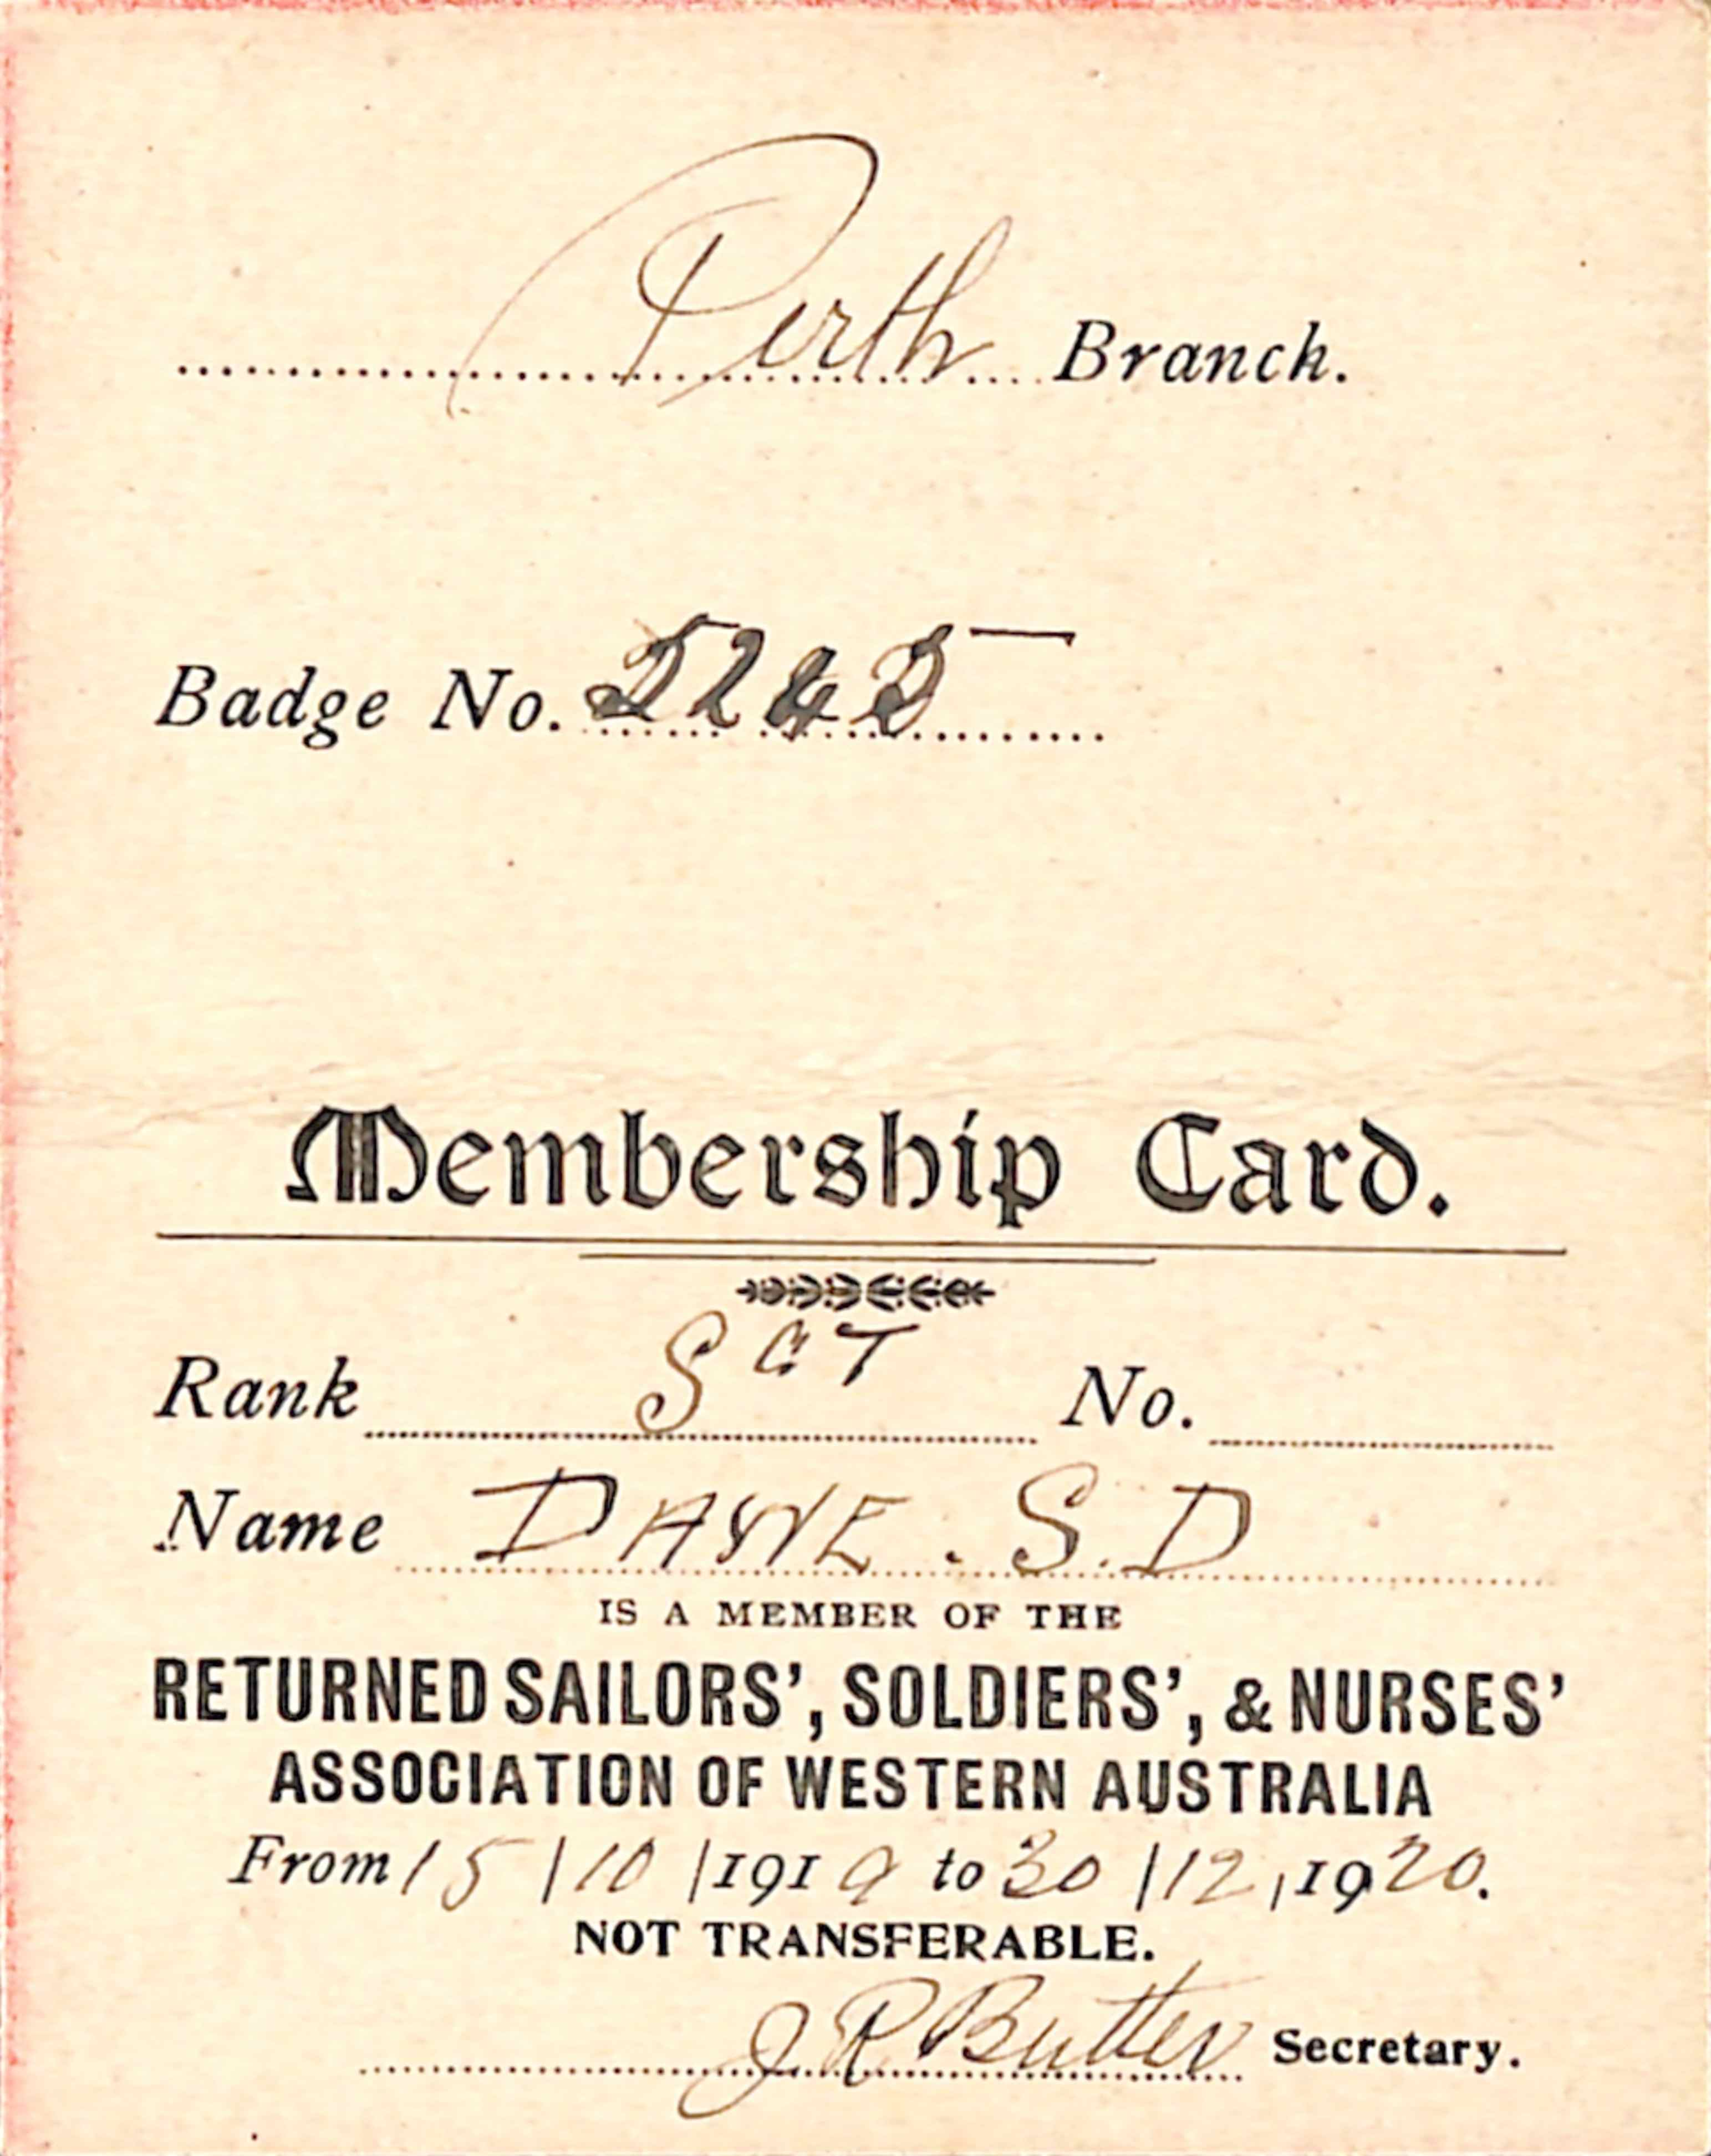 Perth Branch.
Badge No. 5245
Membership Card.
Rank SGT No.
Name DAWE. S. D
IS A MEMBER OF THE
RETURNED SAILORS', SOLDIERS', & NURSES'
ASSOCIATION OF WESTERN AUSTRALIA
From 15/10/1919 to 30/12/1920.
NOT TRANSFERABLE.
J R Butler Secretary.